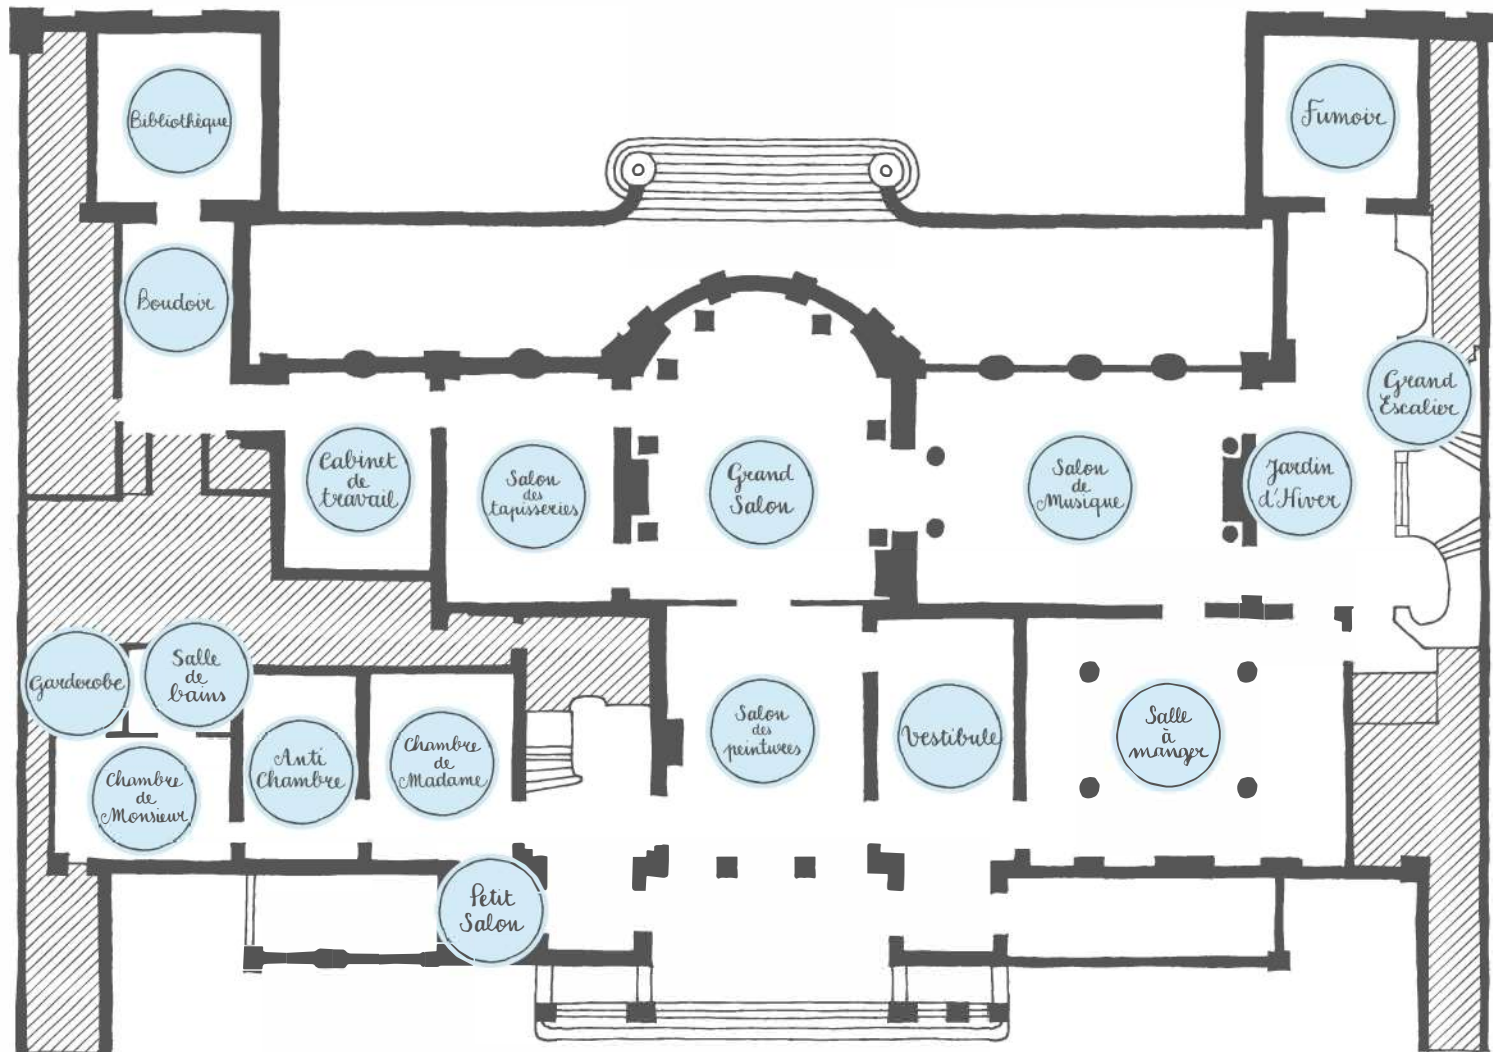 Bibliothèque
Fumoir
Boudoir
Grand
Escalier
Cabinet
de
travail
Salon
des
tapisseries
Grand
Salon
Salon
de
Musique
Jardin
d'Hiver
Garderobe
Salle
de
bains
Chambre
de
Monsieur
Anti
Chambre
Chambre
de
Madame
Salon
des
peintures
Vestibule
Salle
à
manger
Petit
Salon